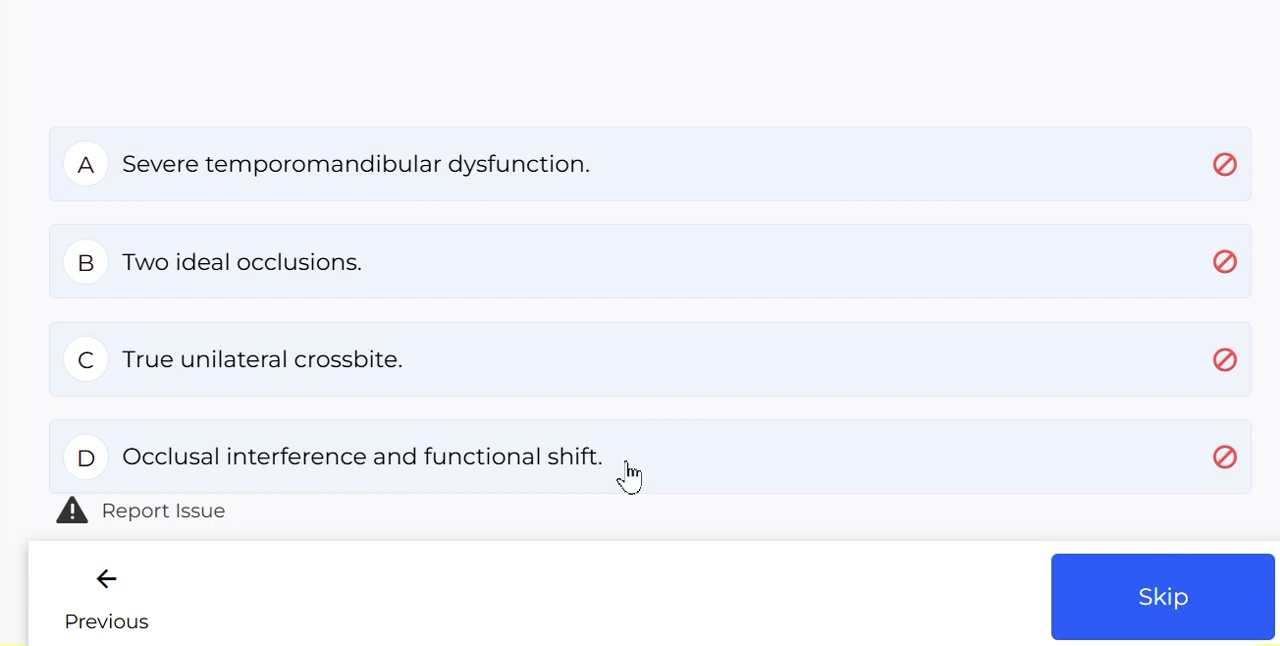 A Severe temporomandibular dysfunction.
B Two ideal occlusions.
C True unilateral crossbite.
D Occlusal interference and functional shift.
Report Issue
Previous
Skip